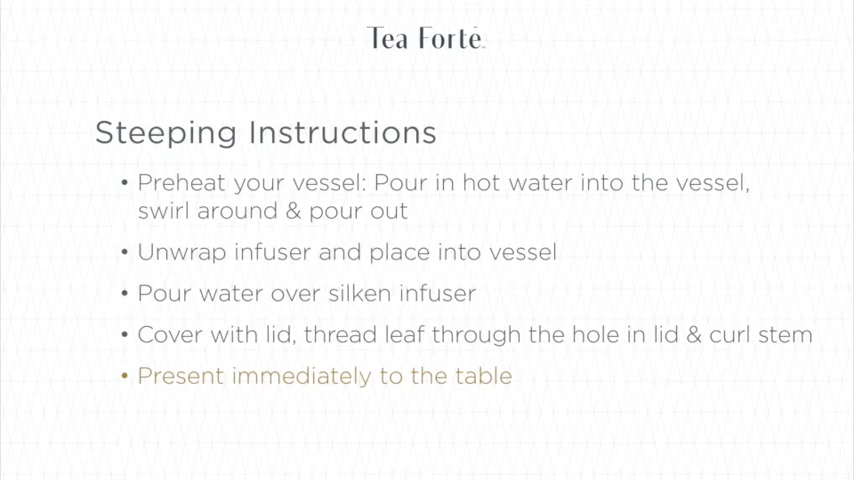 Tea Forté
Steeping Instructions
• Preheat your vessel: Pour in hot water into the vessel,
swirl around & pour out
• Unwrap infuser and place into vessel
• Pour water over silken infuser
• Cover with lid, thread leaf through the hole in lid & curl stem
• Present immediately to the table